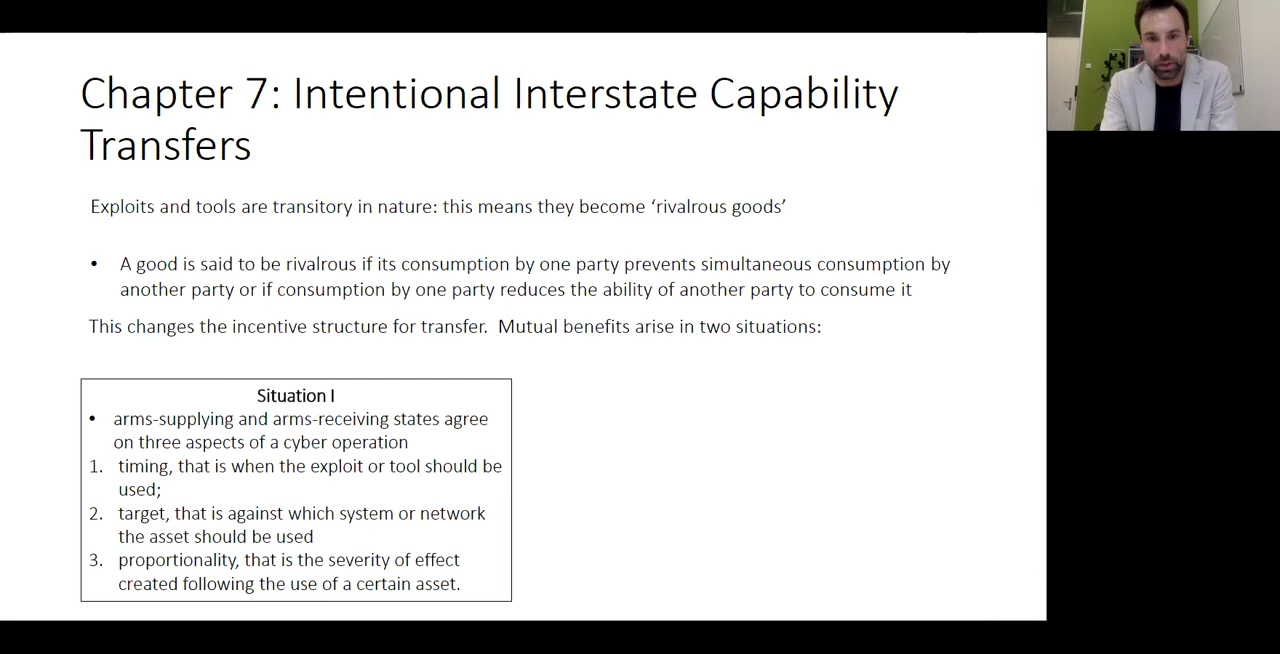 Chapter 7: Intentional Interstate Capability
Transfers
Exploits and tools are transitory in nature: this means they become ‘rivalrous goods’
• A good is said to be rivalrous if its consumption by one party prevents simultaneous consumption by
another party or if consumption by one party reduces the ability of another party to consume it
This changes the incentive structure for transfer. Mutual benefits arise in two situations:
Situation I
• arms-supplying and arms-receiving states agree
on three aspects of a cyber operation
1. timing, that is when the exploit or tool should be
used;
2. target, that is against which system or network
the asset should be used
3. proportionality, that is the severity of effect
created following the use of a certain asset.